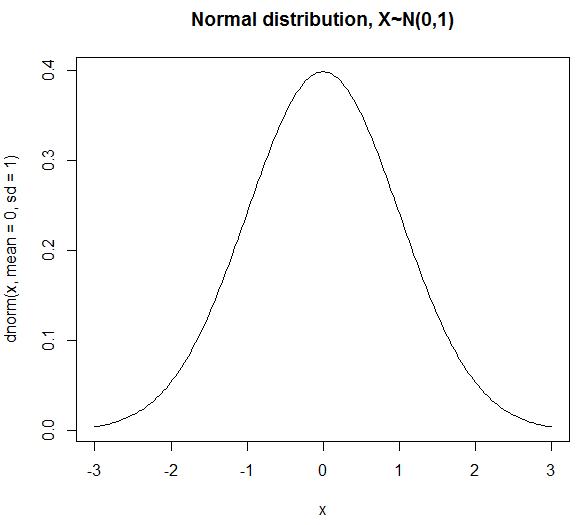 Normal distribution, X~N(0,1)
dnorm(x, mean = 0, sd = 1)
0.4
0.3
0.2
0.1
0.0
-3 -2 -1 0 1 2 3
x